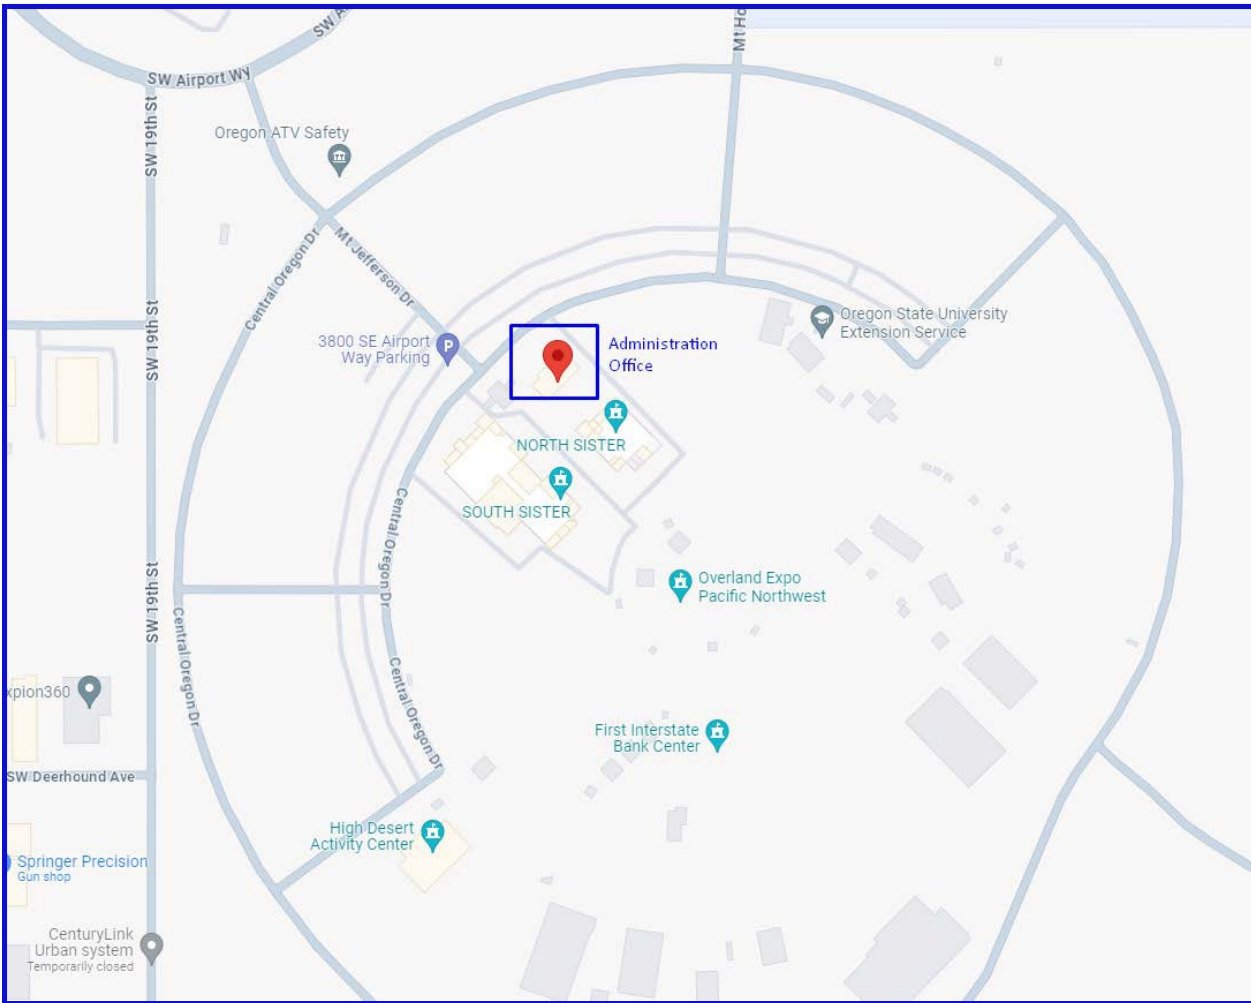 SW A
SW Airport Wy
Mt Ho
Oregon ATV Safety
SW 19th St
Central Oregon Dr
Mt Jefferson Dr
3800 SE Airport
Way Parking
P
Administration
Office
Oregon State University
Extension Service
SW 19th St
NORTH SISTER
SOUTH SISTER
Central Oregon Dr
Overland Expo
Pacific Northwest
SW 19th St
Central Oregon Dr
Central Oregon Dr
xpion360
First Interstate
Bank Center
SW Deerhound Ave
High Desert
Activity Center
Springer Precision
Gun shop
CenturyLink
Urban system
Temporarily closed